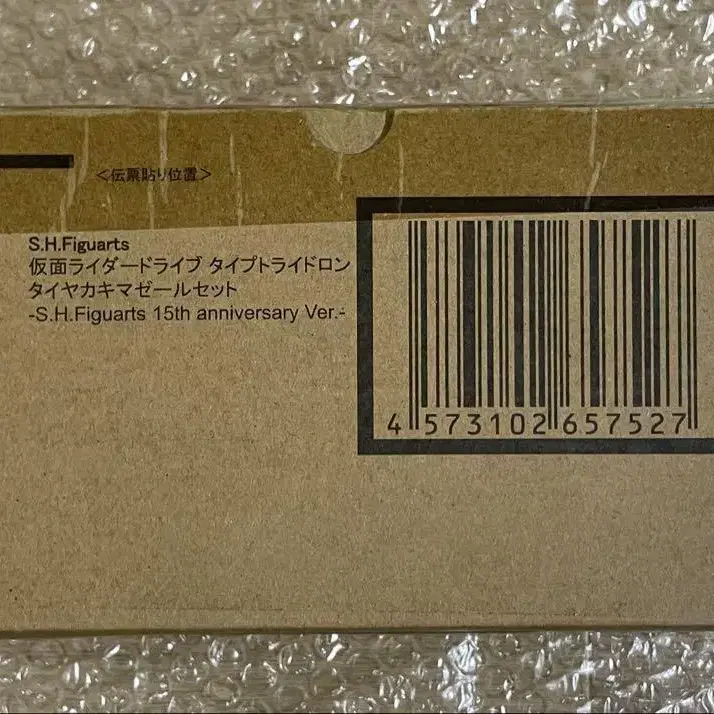 <伝票貼り位置>
S.H.Figuarts
仮面ライダードライブ タイプトライドロン
タイヤカキマゼールセット
-S.H.Figuarts 15th anniversary Ver.-
4 573102 657527